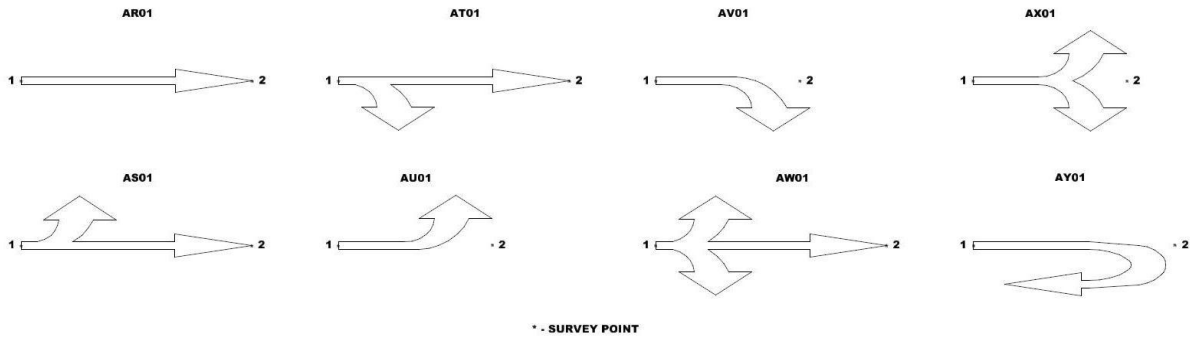 AR01 AT01 AV01 AX01
1 * 2 1 * 2 1 * 2 1 * 2
AS01 AU01 AW01 AY01
1 * 2 1 * 2 1 * 2 1 * 2
* - SURVEY POINT